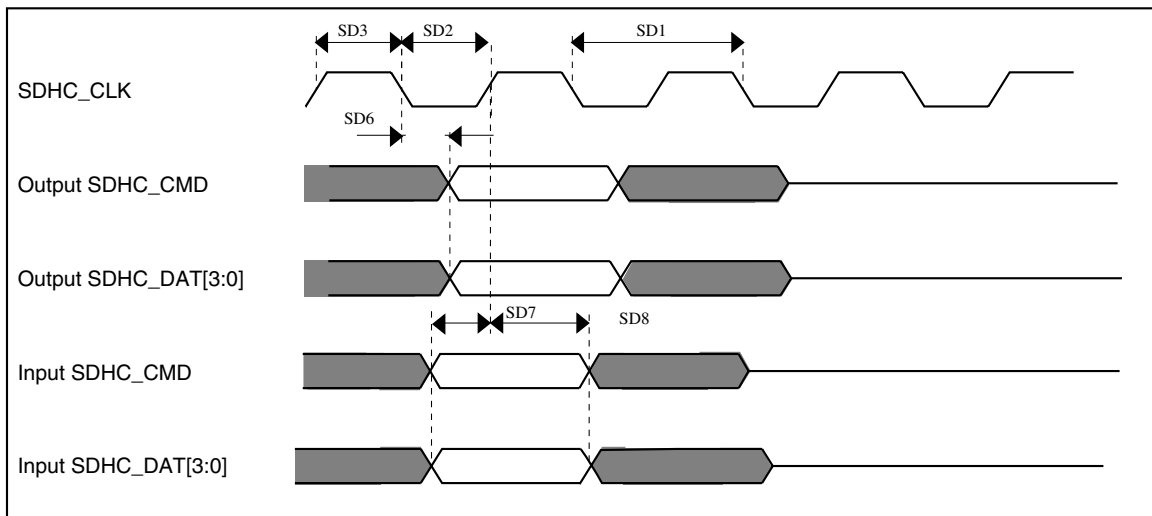 SD3 SD2 SD1
SDHC_CLK
SD6
Output SDHC_CMD
Output SDHC_DAT[3:0]
SD7 SD8
Input SDHC_CMD
Input SDHC_DAT[3:0]